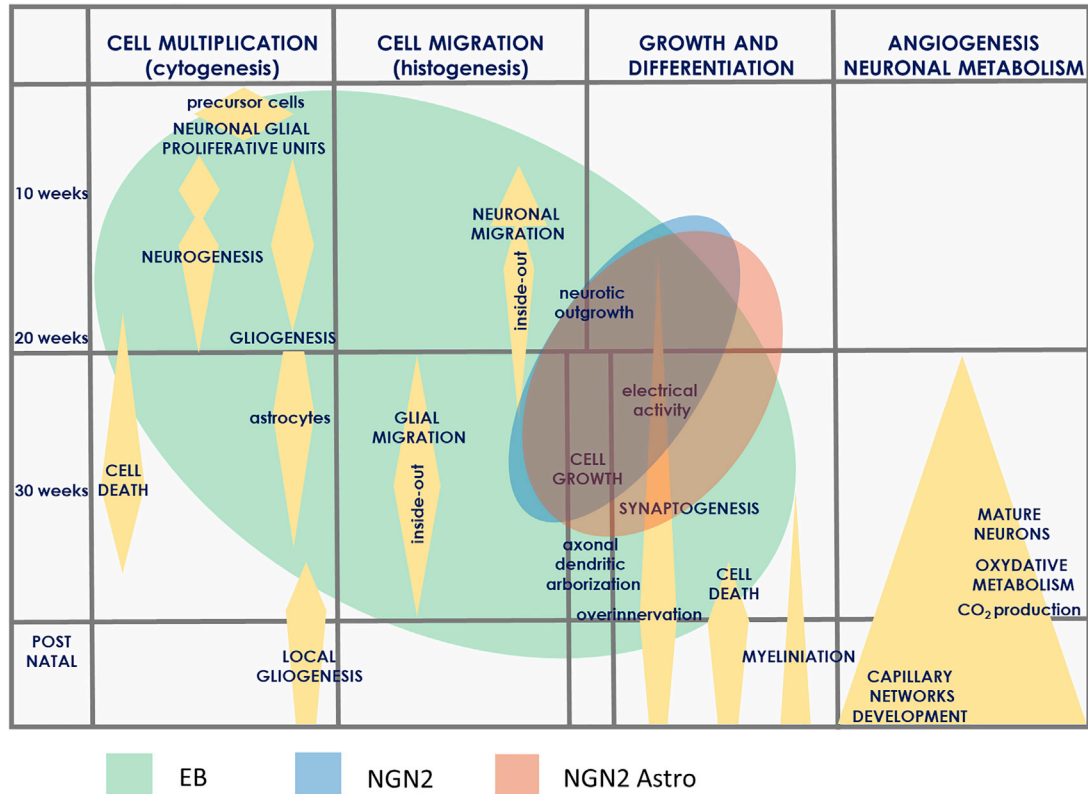 CELL MULTIPLICATION
(cytogenesis)
CELL MIGRATION
(histogenesis)
GROWTH AND
DIFFERENTIATION
ANGIOGENESIS
NEURONAL METABOLISM
precursor cells
NEURONAL GLIAL
PROLIFERATIVE UNITS
10 weeks
NEUROGENESIS
NEURONAL
MIGRATION
inside-out
neurotic
outgrowth
20 weeks
GLIOGENESIS
astrocytes
GLIAL
MIGRATION
inside-out
electrical
activity
30 weeks
CELL
DEATH
CELL
GROWTH
SYNAPTOGENESIS
axonal
dendritic
arborization
overinnervation
CELL
DEATH
MATURE
NEURONS
OXYDATIVE
METABOLISM
CO2 production
POST
NATAL
LOCAL
GLIOGENESIS
MYELINIATION
CAPILLARY
NETWORKS
DEVELOPMENT
EB
NGN2
NGN2 Astro